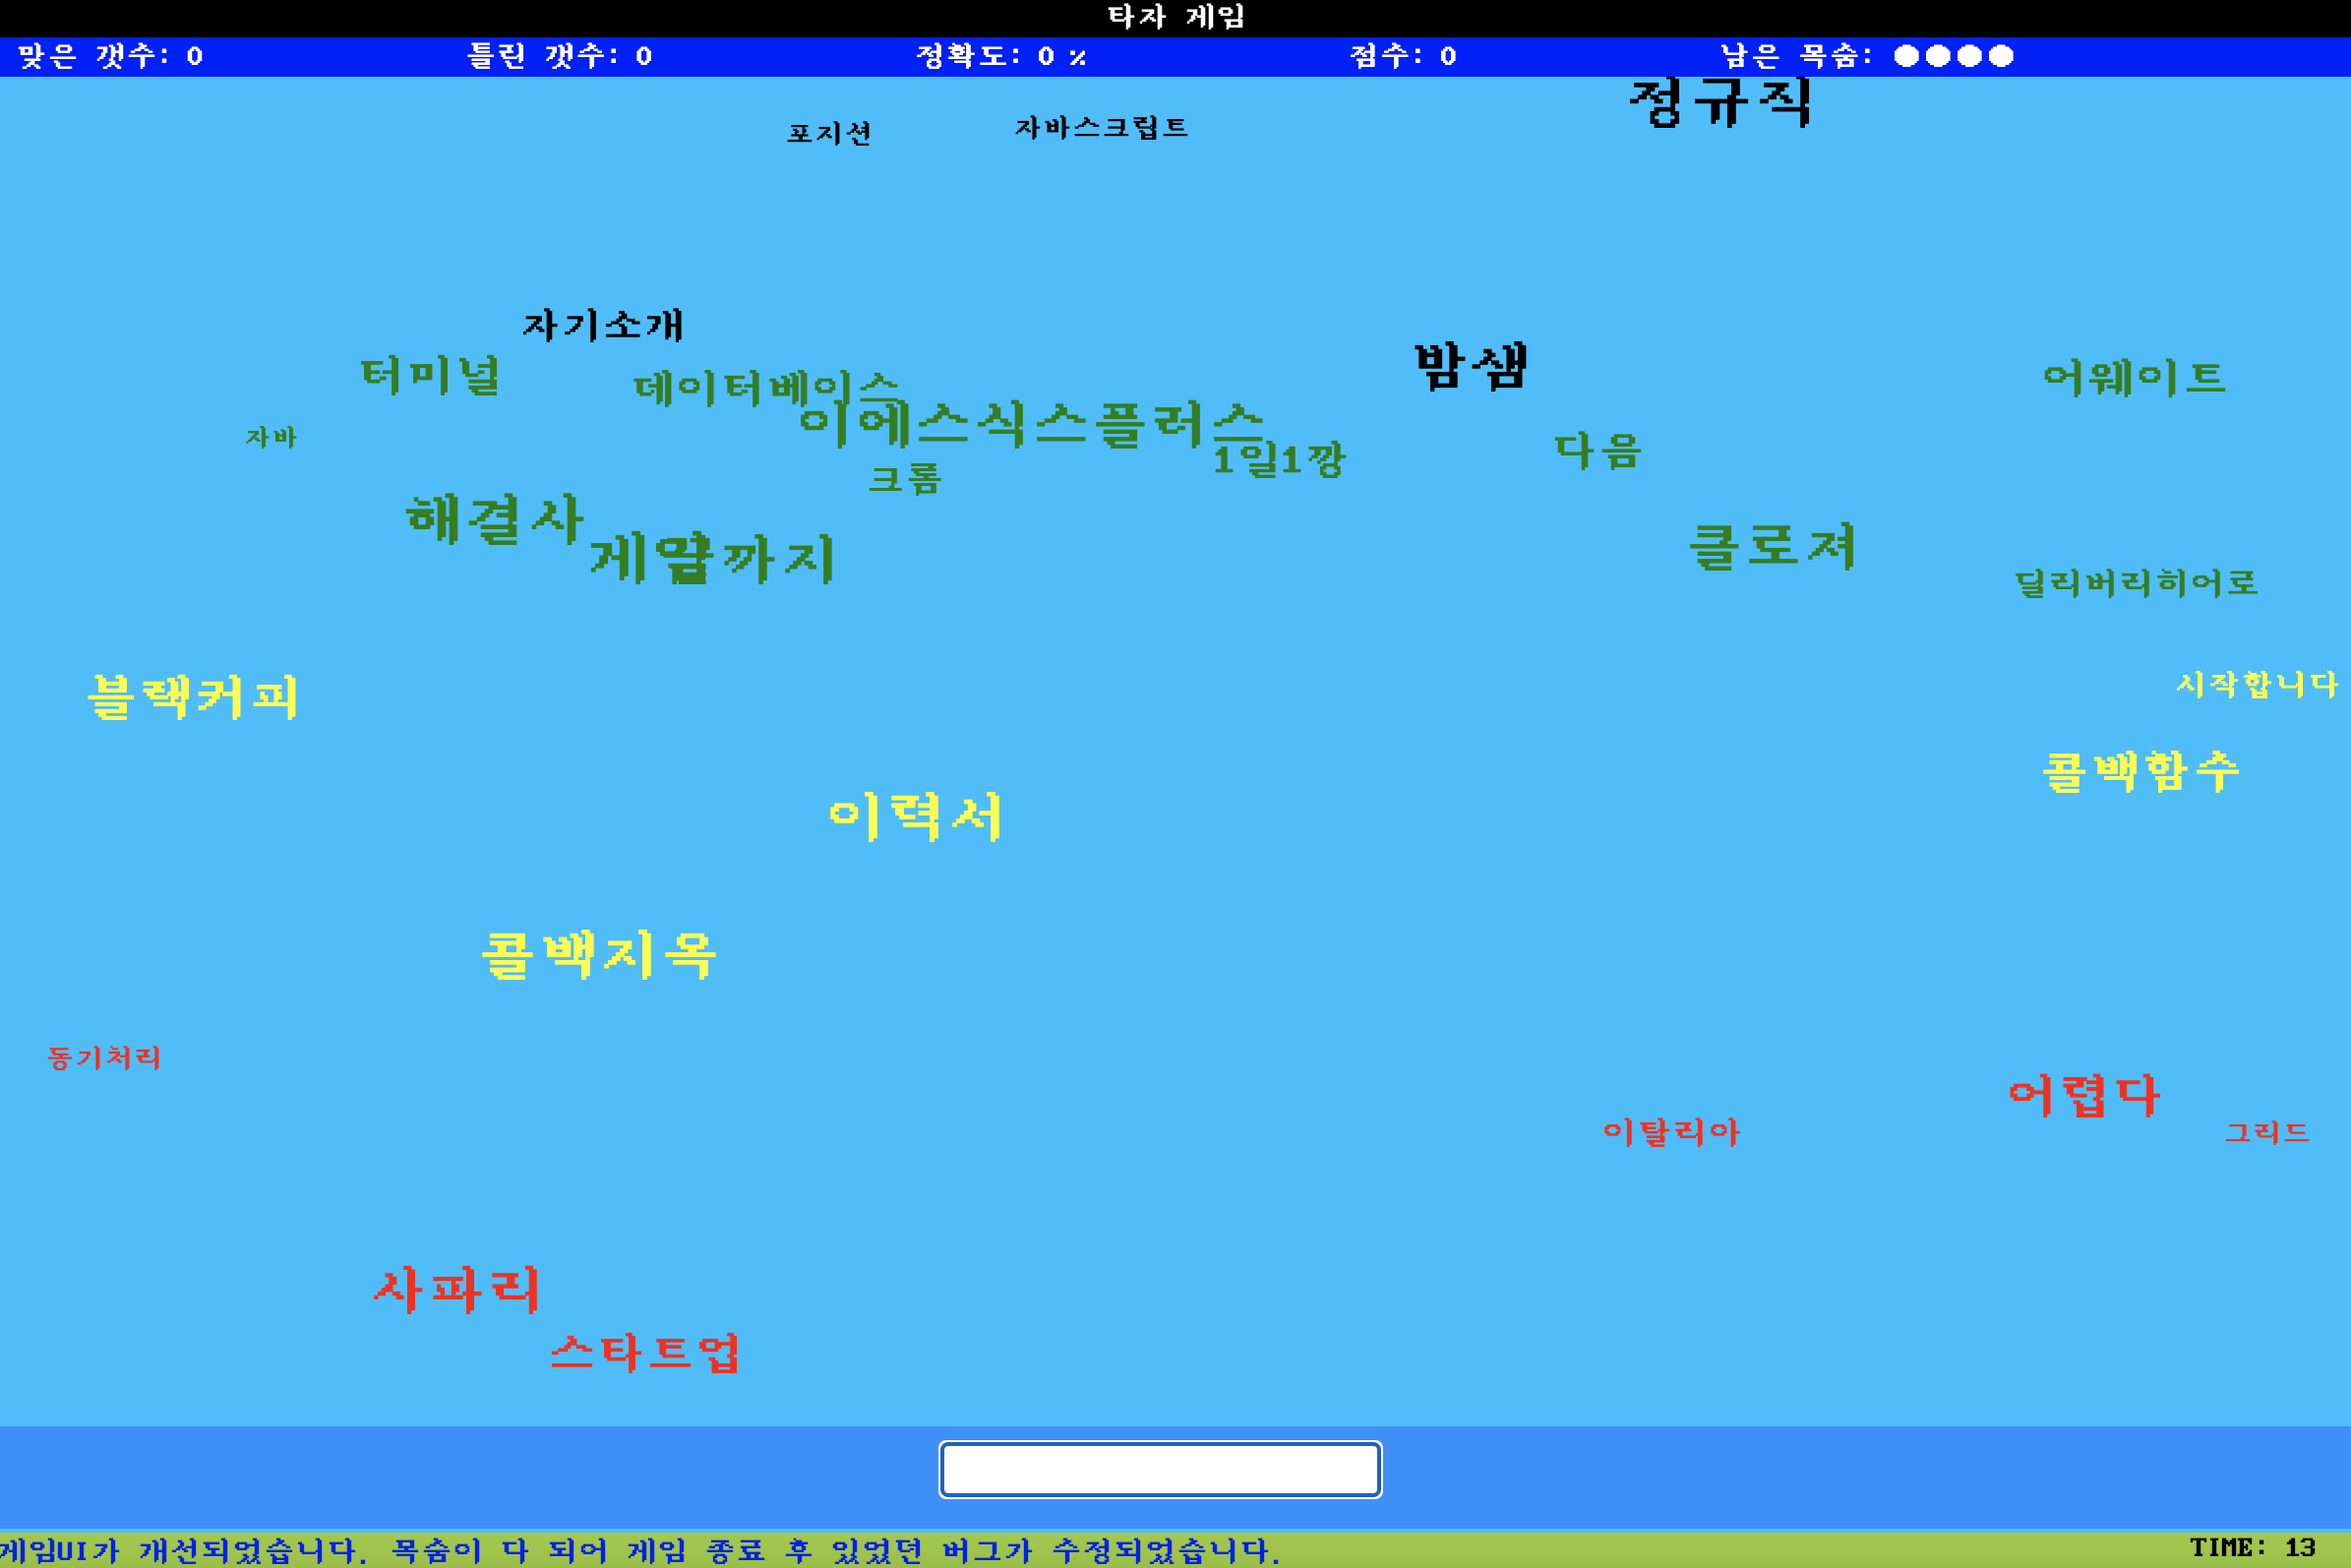 타자 게임
맞은 갯수: 0 틀린 갯수: 0 정확도: 0 % 점수: 0 남은 목숨: ●●●●
정규직
포지션 자바스크립트
자기소개
밤샘
터미널 데이터베이스 어웨이트
이에스식스플러스
자바 다음
1일1깡
크롬
해결사
클로져
딜리버리히어로
시작합니다
블랙커피
콜백함수
이력서
콜백지옥
동기처리
어렵다
이탈리아 그리드
사파리
스타트업
게임UI가 개선되었습니다. 목숨이 다 되어 게임 종료 후 있었던 버그가 수정되었습니다. TIME: 13